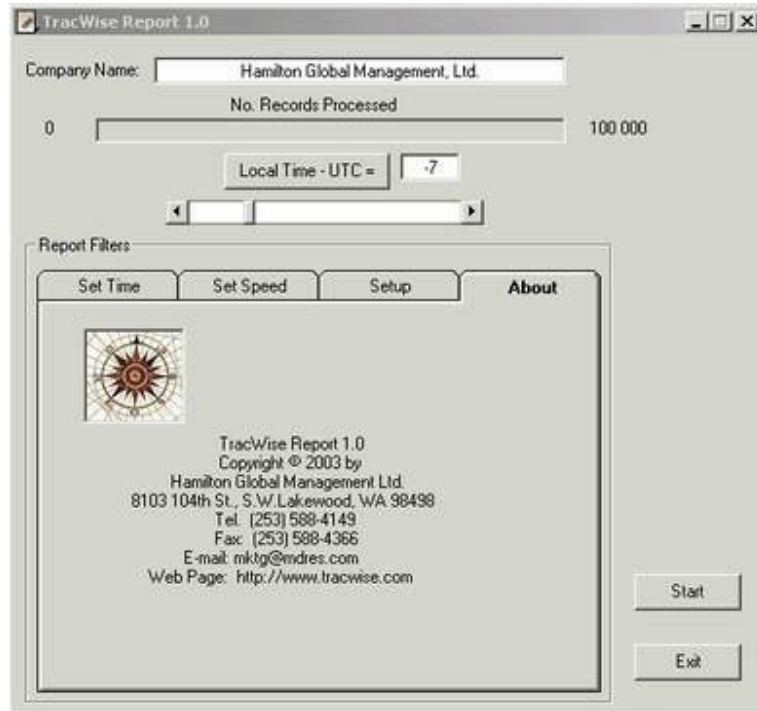 TracWise Report 1.0
Company Name: Hamilton Global Management, Ltd.
No. Records Processed
0 100 000
Local Time - UTC = -7
Report Filters
Set Time Set Speed Setup About
TracWise Report 1.0
Copyright © 2003 by
Hamilton Global Management Ltd.
8103 104th St., S.W.Lakewood, WA 98498
Tel. (253) 588-4149
Fax: (253) 588-4366
E-mail: mktg@mdres.com
Web Page: http://www.tracwise.com
Start
Exit